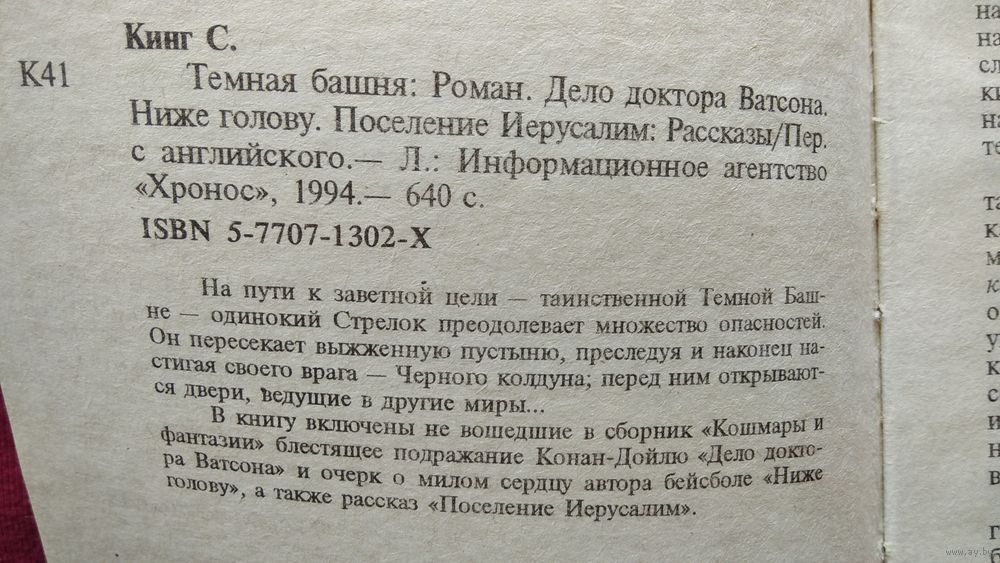 Кинг С.
К41
Темная башня: Роман. Дело доктора Ватсона.
Ниже голову. Поселение Иерусалим: Рассказы/Пер.
с английского.— Л.: Информационное агентство
«Хронос», 1994.— 640 с.
ISBN 5-7707-1302-X
На пути к заветной цели — таинственной Темной Баш-
не — одинокий Стрелок преодолевает множество опасностей.
Он пересекает выжженную пустыню, преследуя и наконец на-
стигая своего врага — Черного колдуна; перед ним открывают-
ся двери, ведущие в другие миры...
В книгу включены не вошедшие в сборник «Кошмары и
фантазии» блестящее подражание Конан-Дойлю «Дело докто-
ра Ватсона» и очерк о милом сердцу автора бейсболе «Ниже
голову», а также рассказ «Поселение Иерусалим».
www.ay.by